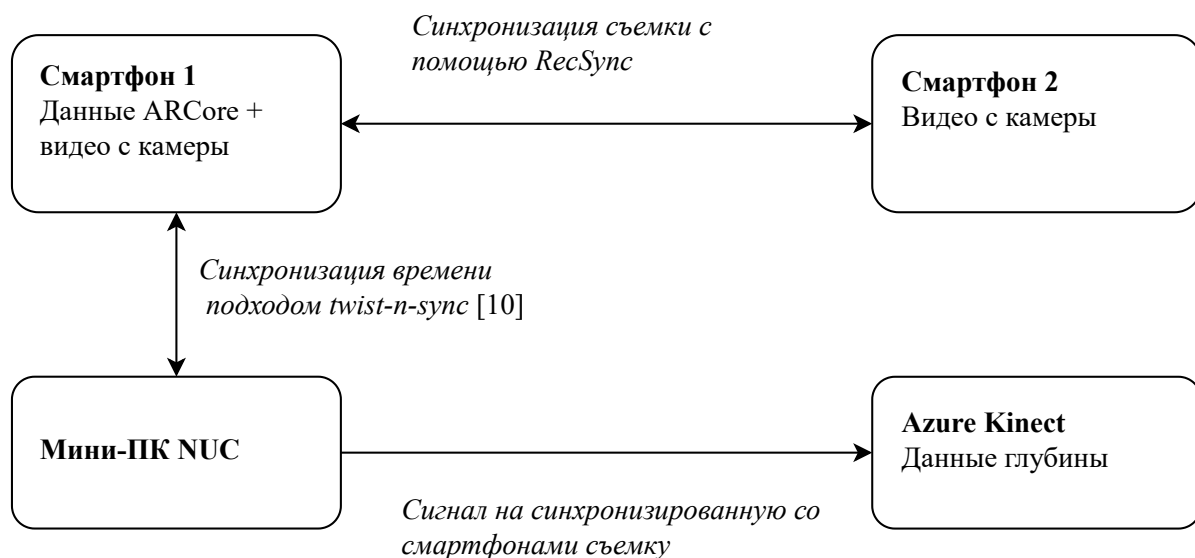 Синхронизация съемки с
помощью RecSync
Смартфон 1
Данные ARCore +
видео с камеры
Смартфон 2
Видео с камеры
Синхронизация времени
подходом twist-n-sync [10]
Мини-ПК NUC
Azure Kinect
Данные глубины
Сигнал на синхронизированную со
смартфонами съемку